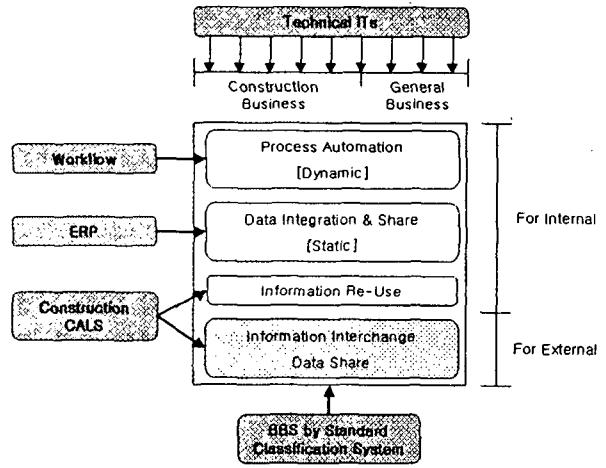 Technical ITs
Construction
Business
General
Business
Workflow
Process Automation
[Dynamic]
ERP
Data Integration & Share
[Static]
For Internal
Information Re-Use
Construction
CALS
Information Interchange
Data Share
For External
BBS by Standard
Classification System